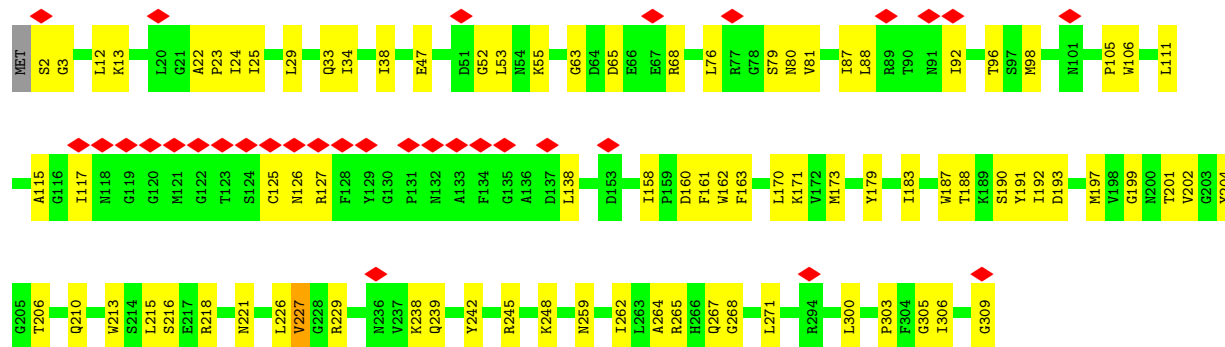 MET S2 G3 L12 K13 L20 G21 A22 P23 I24 I25 L29 Q33 I34 I38 E47 D51 G52 L53 N54 K55 G63 D64 D65 E66 E67 R68 L76 R77 G78 S79 N80 V81 I87 L88 R89 T90 N91 I92 T96 S97 M98 N101 P105 W106 L111
A115 G116 I117 N118 G119 G120 M121 G122 T123 S124 C125 N126 R127 F128 Y129 G130 P131 N132 A133 F134 G135 A136 D137 L138 D153 I158 P159 D160 F161 W162 F163 L170 K171 V172 M173 Y179 I183 W187 T188 K189 S190 Y191 I192 D193 M197 V198 G199 N200 T201 V202 G203
G205 T206 Q210 W213 S214 L215 S216 E217 R218 N221 L226 V227 G228 R229 N236 V237 K238 Q239 Y242 R245 K248 N259 I262 L263 A264 R265 H266 Q267 G268 L271 R294 L300 P303 F304 G305 I306 G309